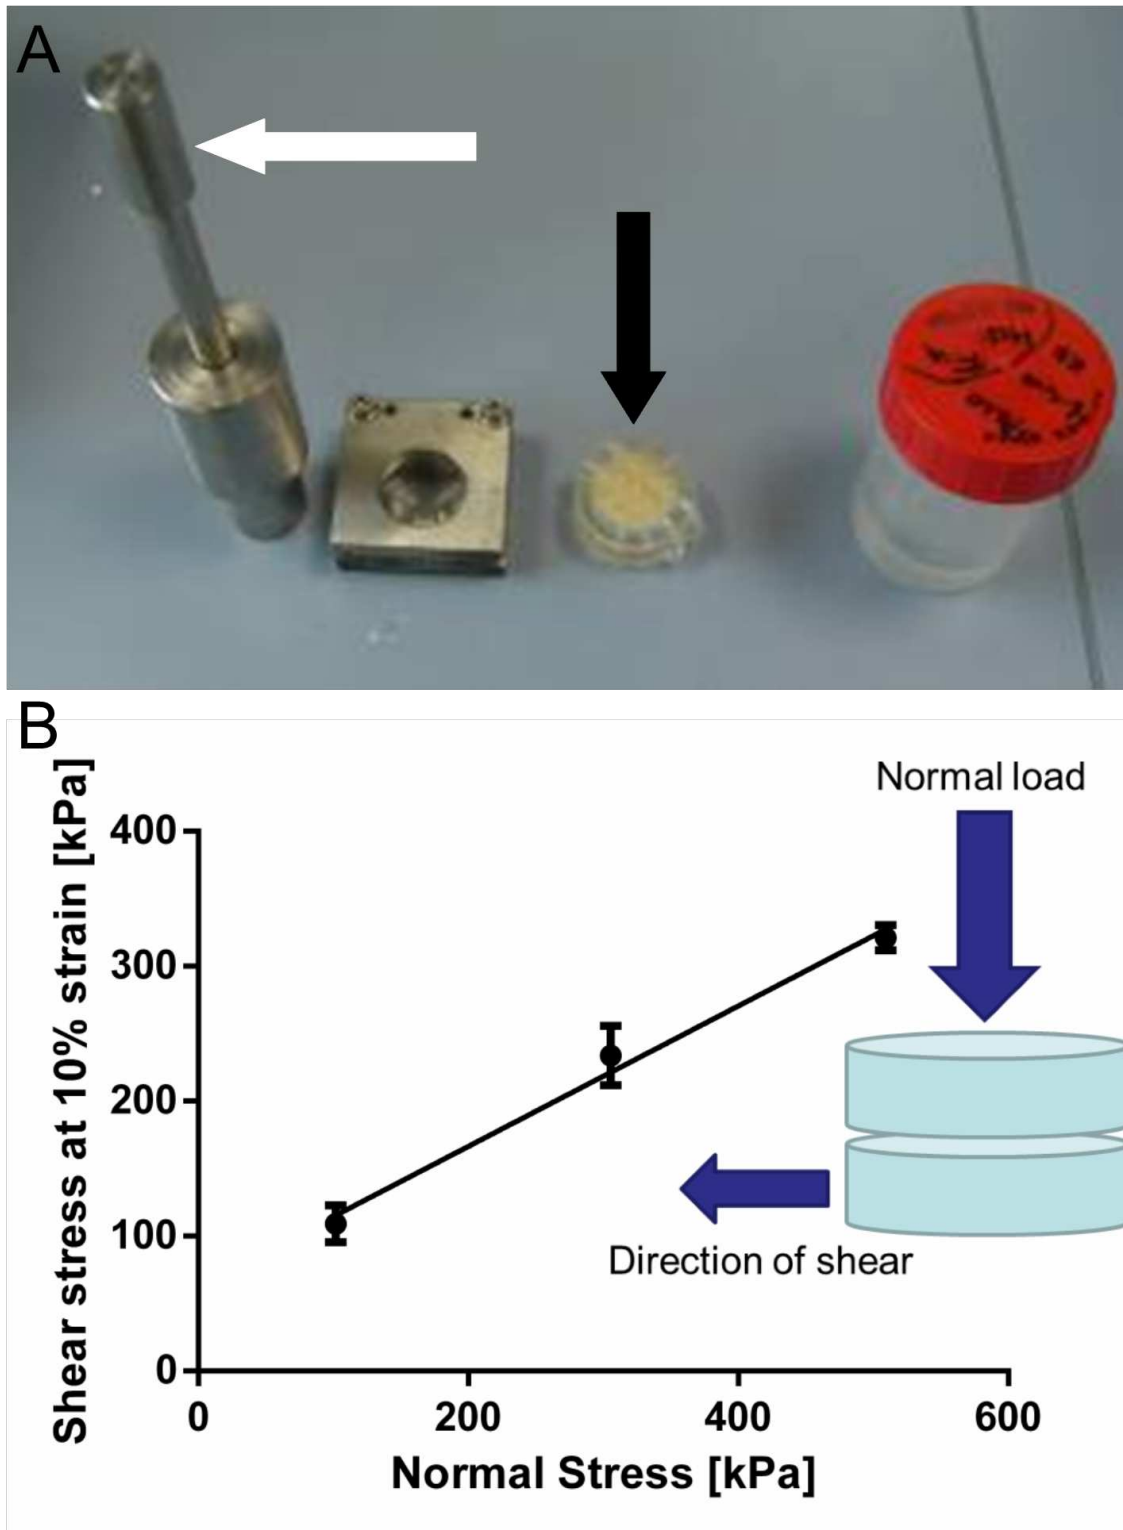 A
B
Shear stress at 10% strain [kPa]
400
300
200
100
0
0 200 400 600
Normal Stress [kPa]
Normal load
Direction of shear